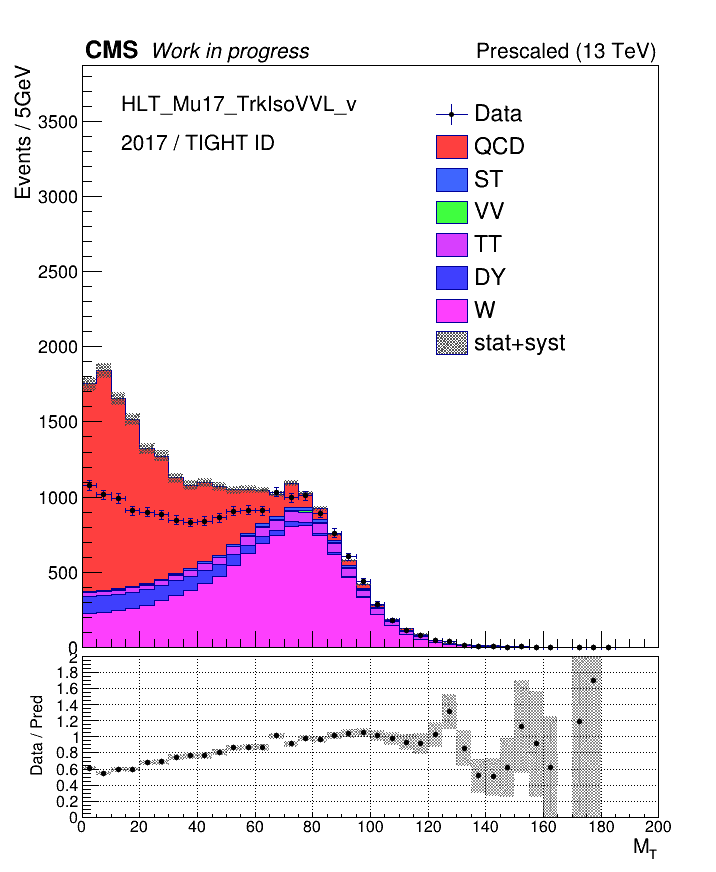 CMS Work in progress Prescaled (13 TeV)
Events / 5GeV
HLT_Mu17_TrkIsoVVL_v
2017 / TIGHT ID
Data
QCD
ST
VV
TT
DY
W
stat+syst
3500
3000
2500
2000
1500
1000
500
0
Data / Pred
2
1.8
1.6
1.4
1.2
1
0.8
0.6
0.4
0.2
0
0 20 40 60 80 100 120 140 160 180 200
M_T